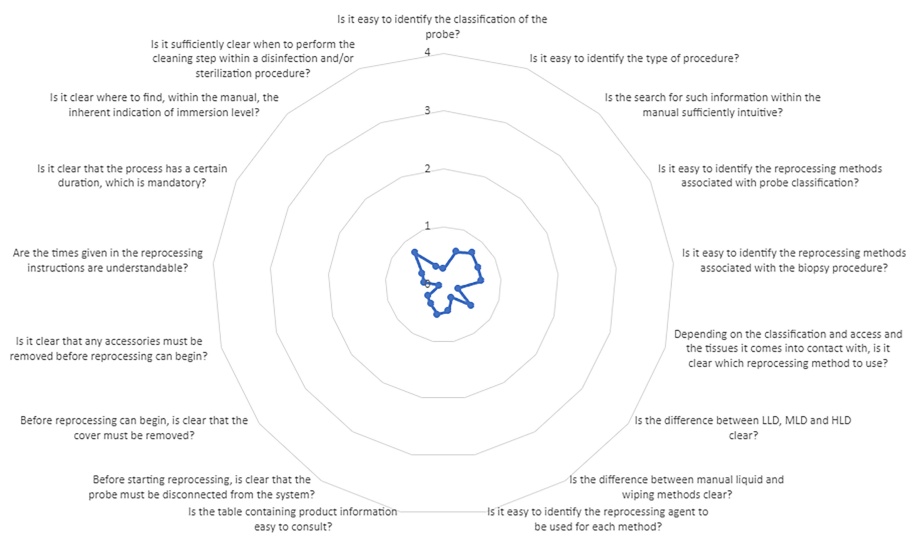 Is it easy to identify the classification of the
probe?
Is it easy to identify the type of procedure?
Is the search for such information within the
manual sufficiently intuitive?
Is it easy to identify the reprocessing methods
associated with probe classification?
Is it easy to identify the reprocessing methods
associated with the biopsy procedure?
Depending on the classification and access and
the tissues it comes into contact with, is it
clear which reprocessing method to use?
Is the difference between LLD, MLD and HLD
clear?
Is the difference between manual liquid and
wiping methods clear?
Is it easy to identify the reprocessing agent to
be used for each method?
Is the table containing product information
easy to consult?
Before starting reprocessing, is clear that the
probe must be disconnected from the system?
Before reprocessing can begin, is clear that the
cover must be removed?
Is it clear that any accessories must be
removed before reprocessing can begin?
Are the times given in the reprocessing
instructions are understandable?
Is it clear that the process has a certain
duration, which is mandatory?
Is it clear where to find, within the manual, the
inherent indication of immersion level?
Is it sufficiently clear when to perform the
cleaning step within a disinfection and/or
sterilization procedure?
4
3
2
1
0